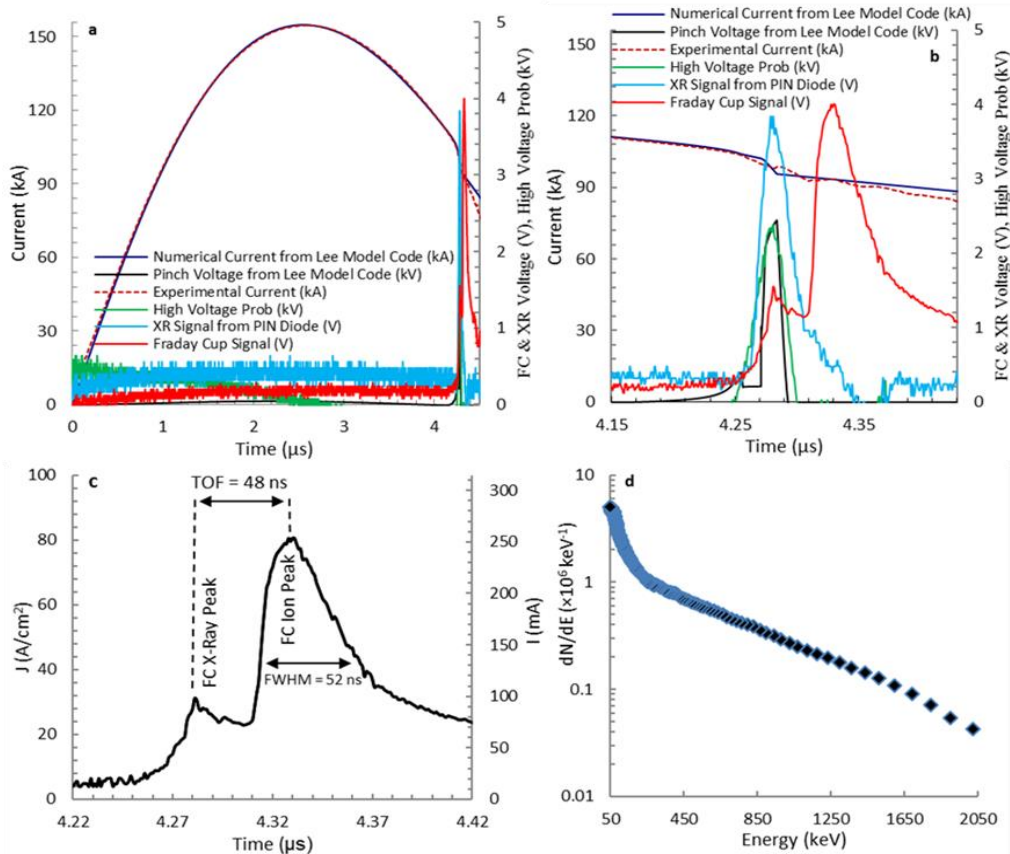 a
150
120
90
60
30
0
Current (kA)
0
1
2
3
4
Time (µs)
5
4
3
2
1
0
FC & XR Voltage (V), High Voltage Prob (kV)
Numerical Current from Lee Model Code (kA)
Pinch Voltage from Lee Model Code (kV)
Experimental Current (kA)
High Voltage Prob (kV)
XR Signal from PIN Diode (V)
Fraday Cup Signal (V)
b
Numerical Current from Lee Model Code (kA)
Pinch Voltage from Lee Model Code (kV)
Experimental Current (kA)
High Voltage Prob (kV)
XR Signal from PIN Diode (V)
Fraday Cup Signal (V)
150
120
90
60
30
0
Current (kA)
4.15
4.25
4.35
Time (µs)
5
4
3
2
1
0
FC & XR Voltage (V), High Voltage Prob (kV)
c
TOF = 48 ns
FC X-Ray Peak
FC Ion Peak
FWHM = 52 ns
100
80
60
40
20
0
J (A/cm²)
4.22
4.27
4.32
4.37
4.42
Time (µs)
300
250
200
150
100
50
0
I (mA)
d
10
1
0.1
0.01
dN/dE (×10⁶ keV⁻¹)
50
450
850
1250
1650
2050
Energy (keV)